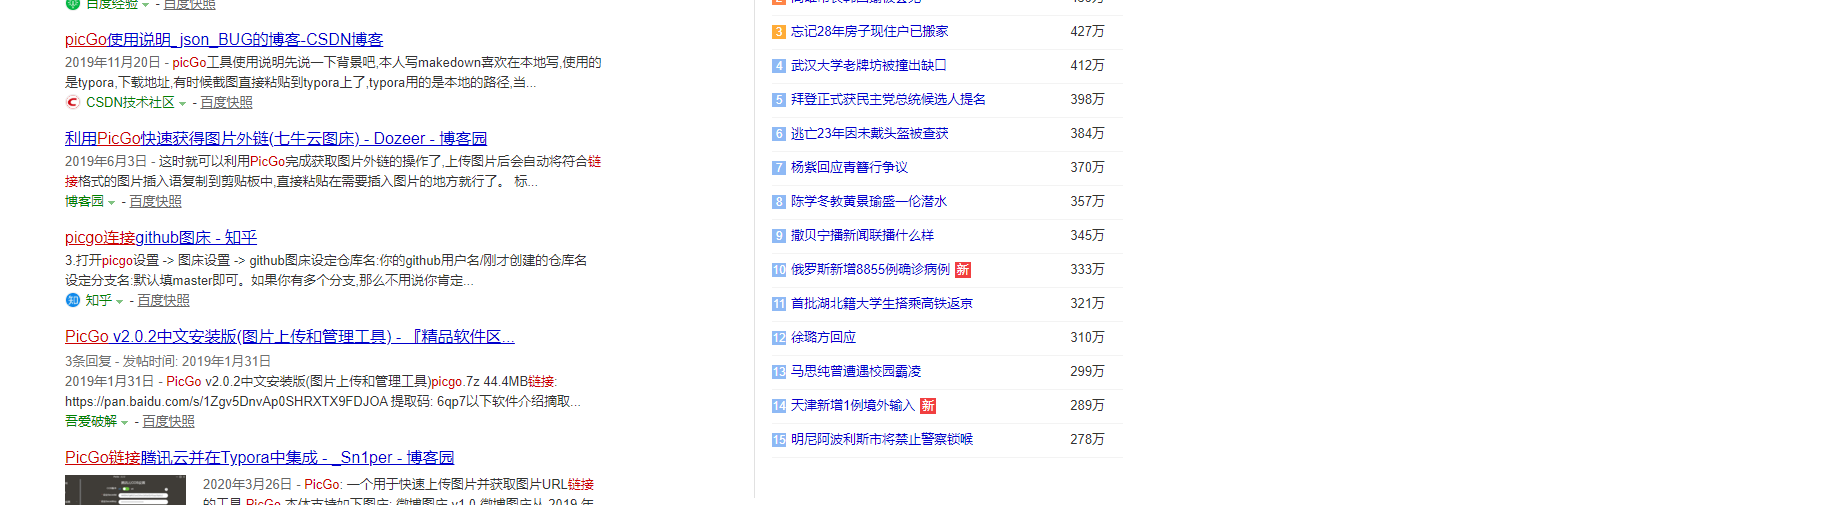 百度经验 - 百度快照
picGo使用说明_json_BUG的博客-CSDN博客
2019年11月20日 - picGo工具使用说明先说一下背景吧,本人写makedown喜欢在本地写,使用的
是typora,下载地址,有时候截图直接粘贴到typora上了,typora用的是本地的路径,当...
CSDN技术社区 - 百度快照
利用PicGo快速获得图片外链(七牛云图床) - Dozeer - 博客园
2019年6月3日 - 这时就可以利用PicGo完成获取图片外链的操作了,上传图片后会自动将符合链
接格式的图片插入语复制到剪贴板中,直接粘贴在需要插入图片的地方就行了。 标...
博客园 - 百度快照
picgo连接github图床 - 知乎
3.打开picgo设置 -> 图床设置 -> github图床设定仓库名:你的github用户名/刚才创建的仓库名
设定分支名:默认填master即可。如果你有多个分支,那么不用说你肯定...
知 知乎 - 百度快照
PicGo v2.0.2中文安装版(图片上传和管理工具) - 『精品软件区...
3条回复 - 发帖时间: 2019年1月31日
2019年1月31日 - PicGo v2.0.2中文安装版(图片上传和管理工具)picgo.7z 44.4MB链接:
https://pan.baidu.com/s/1Zgv5DnvAp0SHRXTX9FDJOA 提取码: 6qp7以下软件介绍摘取...
吾爱破解 - 百度快照
PicGo链接腾讯云并在Typora中集成 - _Sn1per - 博客园
2020年3月26日 - PicGo: 一个用于快速上传图片并获取图片URL链接
的工具 PicGo 本体支持如下图床: 微博图床 v1.0 微博图床从 2019 年
3 忘记28年房子现住户已搬家 427万
4 武汉大学老牌坊被撞出缺口 412万
5 拜登正式获民主党总统候选人提名 398万
6 逃亡23年因未戴头盔被查获 384万
7 杨紫回应青簪行争议 370万
8 陈学冬教黄景瑜盛一伦潜水 357万
9 撒贝宁播新闻联播什么样 345万
10 俄罗斯新增8855例确诊病例 新 333万
11 首批湖北籍大学生搭乘高铁返京 321万
12 徐璐方回应 310万
13 马思纯曾遭遇校园霸凌 299万
14 天津新增1例境外输入 新 289万
15 明尼阿波利斯市将禁止警察锁喉 278万